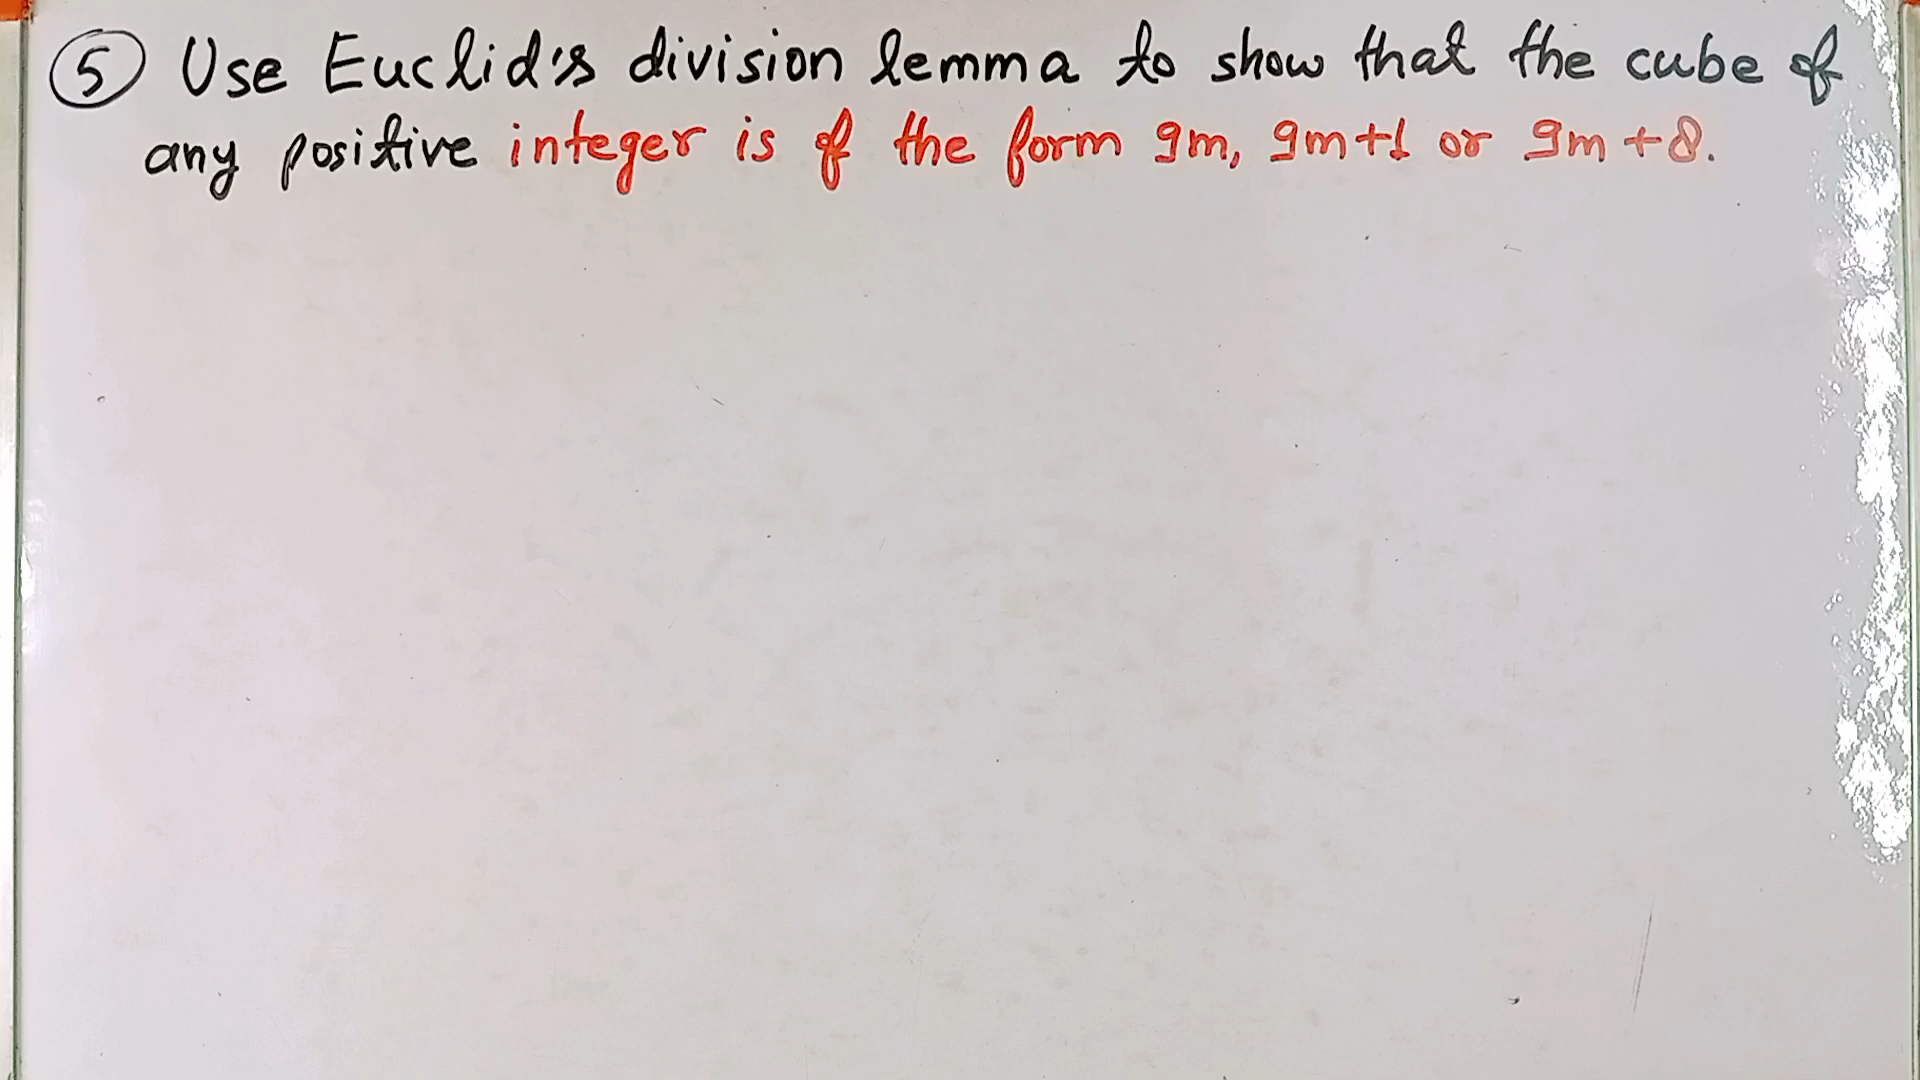 5 Use Euclid's division lemma to show that the cube of
any positive integer is of the form 9m, 9m+1 or 9m+8.